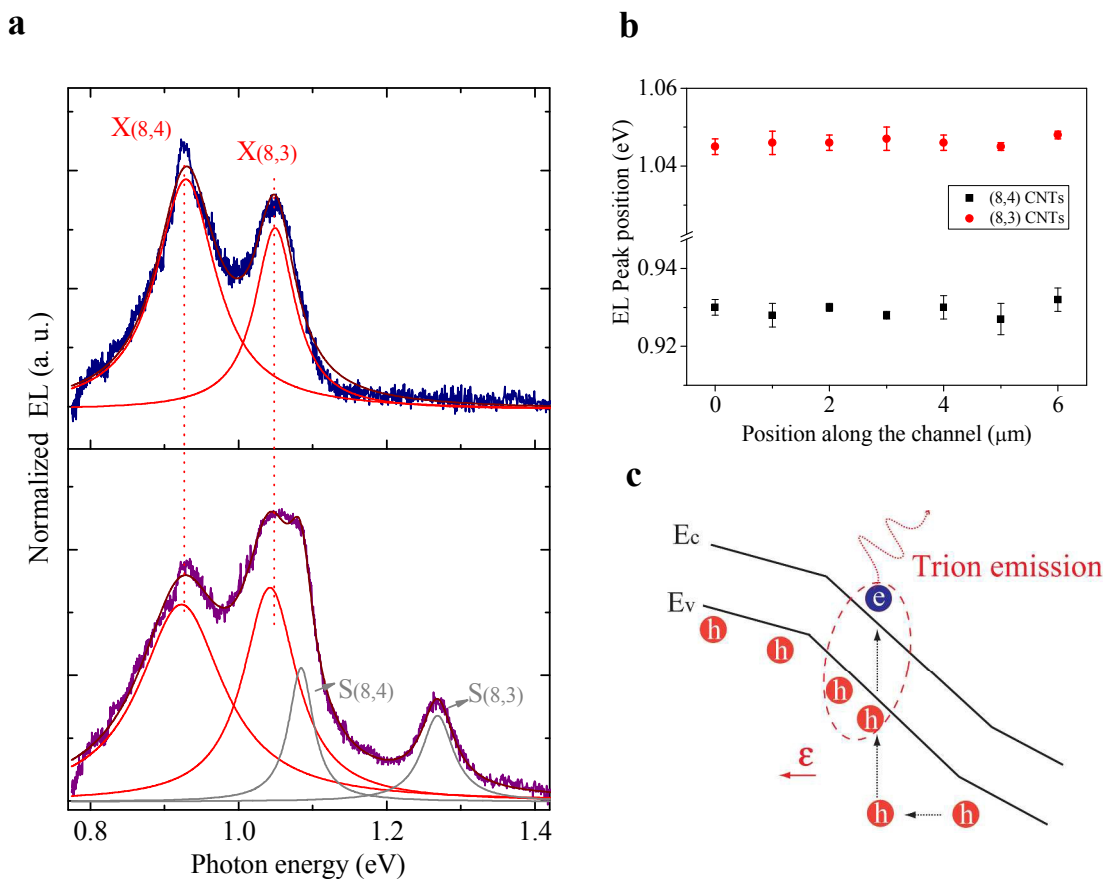 a
X(8,4)
X(8,3)
S(8,4)
S(8,3)
Normalized EL (a. u.)
0.8 1.0 1.2 1.4
Photon energy (eV)
b
1.06
1.04
0.94
0.92
EL Peak position (eV)
(8,4) CNTs
(8,3) CNTs
0 2 4 6
Position along the channel (μm)
c
Ec
Ev
Trion emission
e
h
h
h
h
ε
h
h